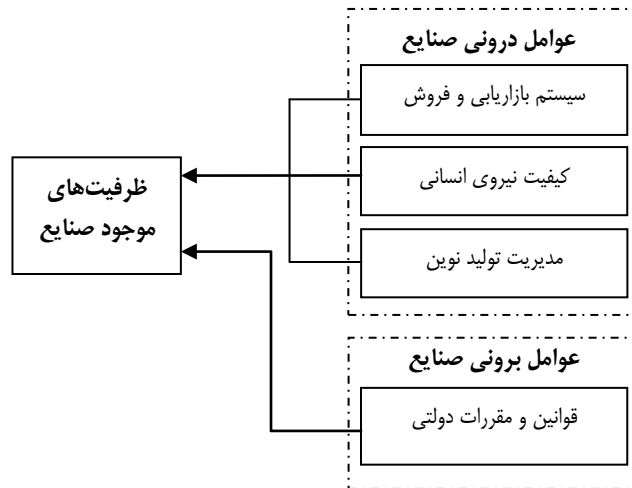 عوامل درونی صنایع
سیستم بازاریابی و فروش
کیفیت نیروی انسانی
مدیریت تولید نوین
ظرفیت‌های
موجود صنایع
عوامل برونی صنایع
قوانین و مقررات دولتی